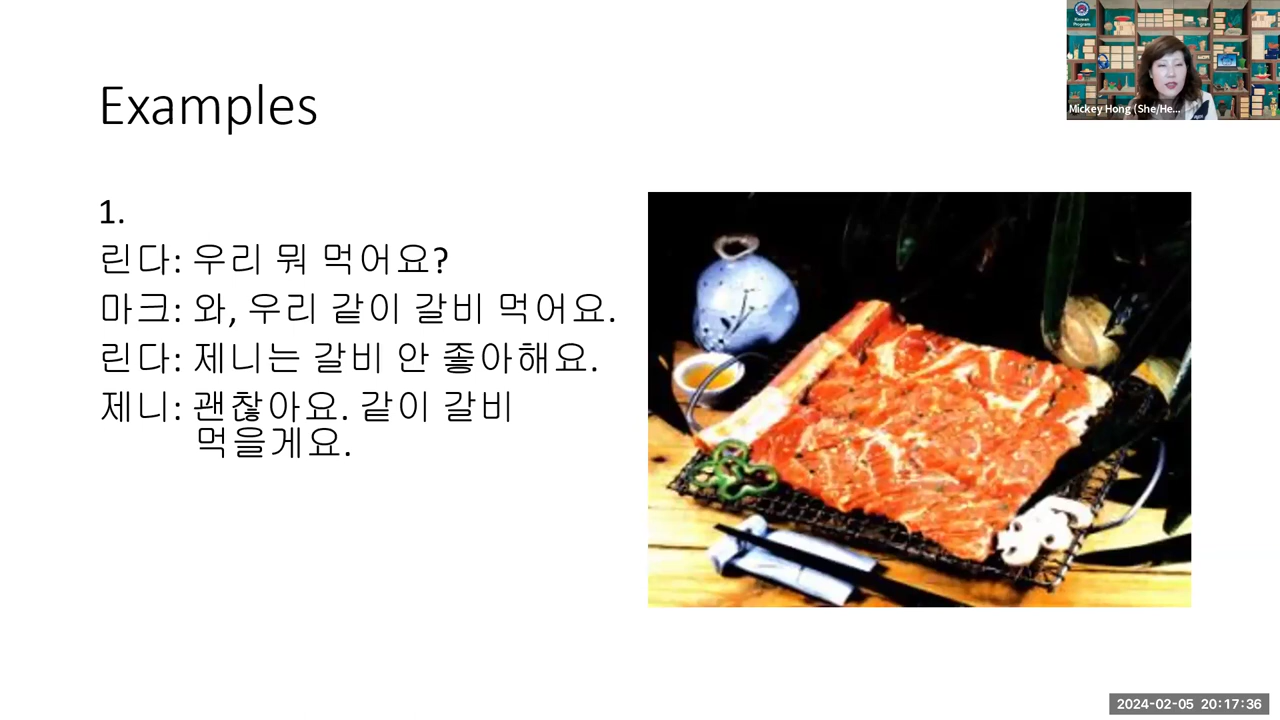 Examples
1.
린다: 우리 뭐 먹어요?
마크: 와, 우리 같이 갈비 먹어요.
린다: 제니는 갈비 안 좋아해요.
제니: 괜찮아요. 같이 갈비
먹을게요.
Korean
Program
Mickey Hong (She/He...
2024-02-05 20:17:36